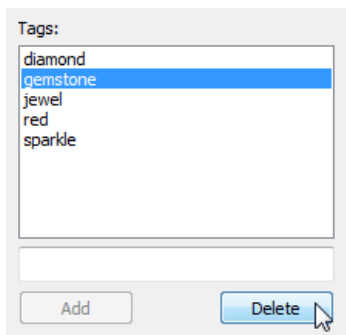 Tags:
diamond
gemstone
jewel
red
sparkle
Add
Delete